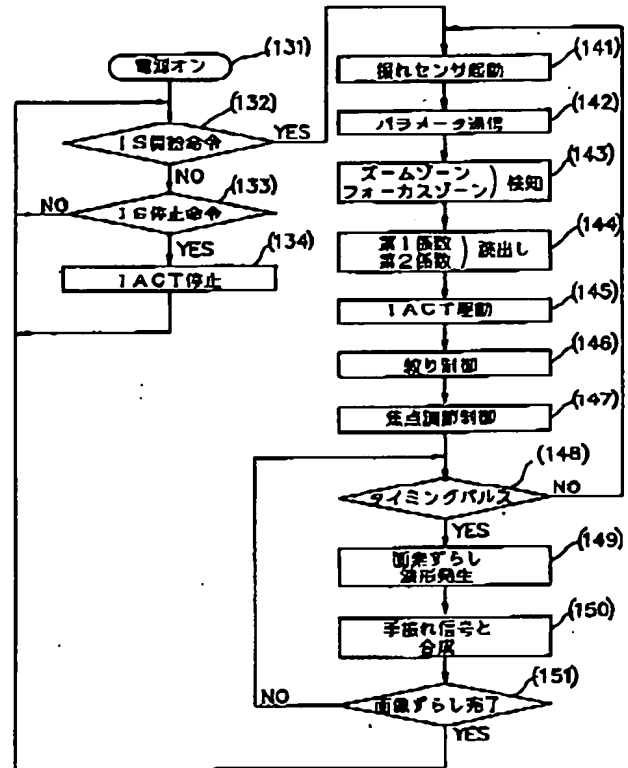 電源オン
(131)
(132)
IS開始命令
YES
NO
(133)
NO
IS停止命令
YES
(134)
IACT停止
(141)
振れセンサ起動
(142)
パラメータ通信
(143)
ズームゾーン
フォーカスゾーン
) 検知
(144)
第1係数
第2係数
) 読出し
(145)
IACT駆動
(146)
絞り制御
(147)
焦点調節制御
(148)
タイミングパルス
NO
YES
(149)
画素ずらし
波形発生
(150)
手振れ信号と
合成
(151)
NO
画像ずらし完了
YES